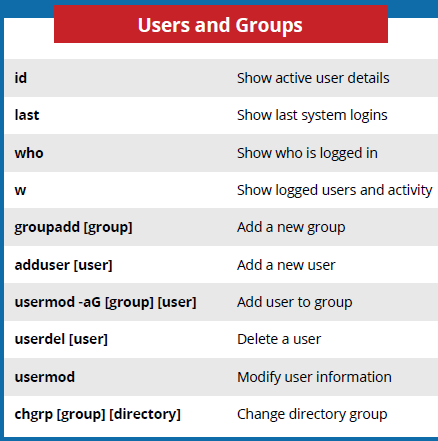 Users and Groups
id Show active user details
last Show last system logins
who Show who is logged in
w Show logged users and activity
groupadd [group] Add a new group
adduser [user] Add a new user
usermod -aG [group] [user] Add user to group
userdel [user] Delete a user
usermod Modify user information
chgrp [group] [directory] Change directory group